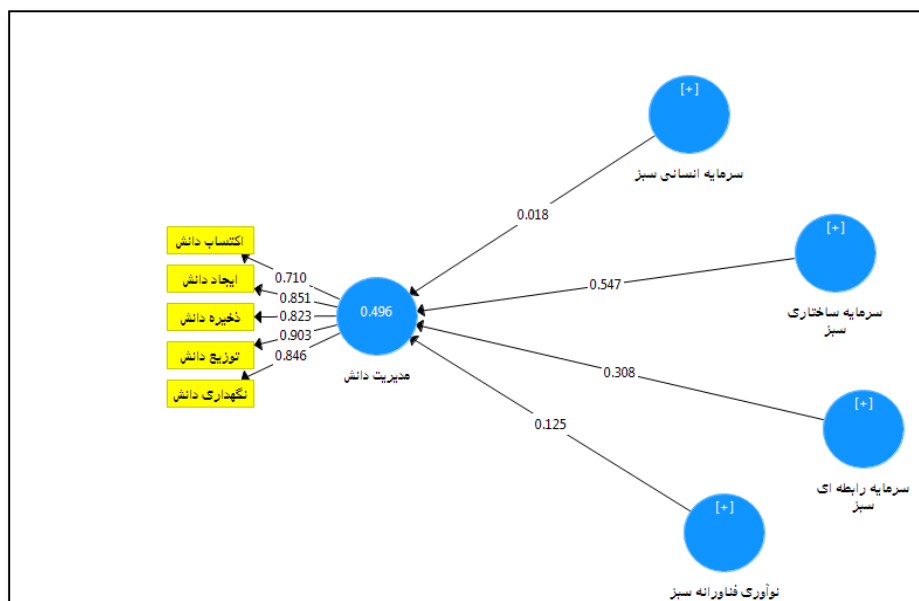 [+]
سرمایه انسانی سبز
0.018
[+]
سرمایه ساختاری
سبز
0.547
اکتساب دانش
0.710
ایجاد دانش
0.851
ذخیره دانش
0.823
توزیع دانش
0.903
نگهداری دانش
0.846
0.496
مدیریت دانش
0.308
[+]
سرمایه رابطه ای
سبز
0.125
[+]
نوآوری فناورانه سبز